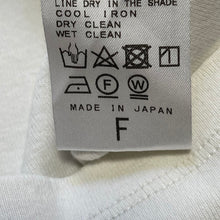 LINE DRY IN THE SHADE
COOL IRON
DRY CLEAN
WET CLEAN
P W
MADE IN JAPAN
F